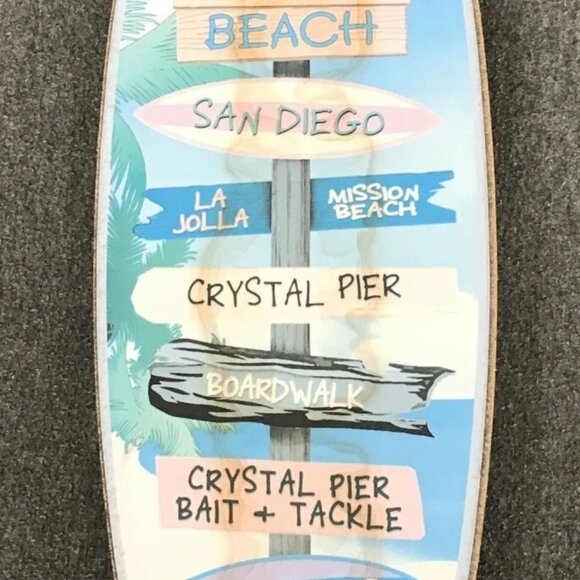 BEACH
SAN DIEGO
LA
JOLLA
MISSION
BEACH
CRYSTAL PIER
BOARDWALK
CRYSTAL PIER
BAIT + TACKLE